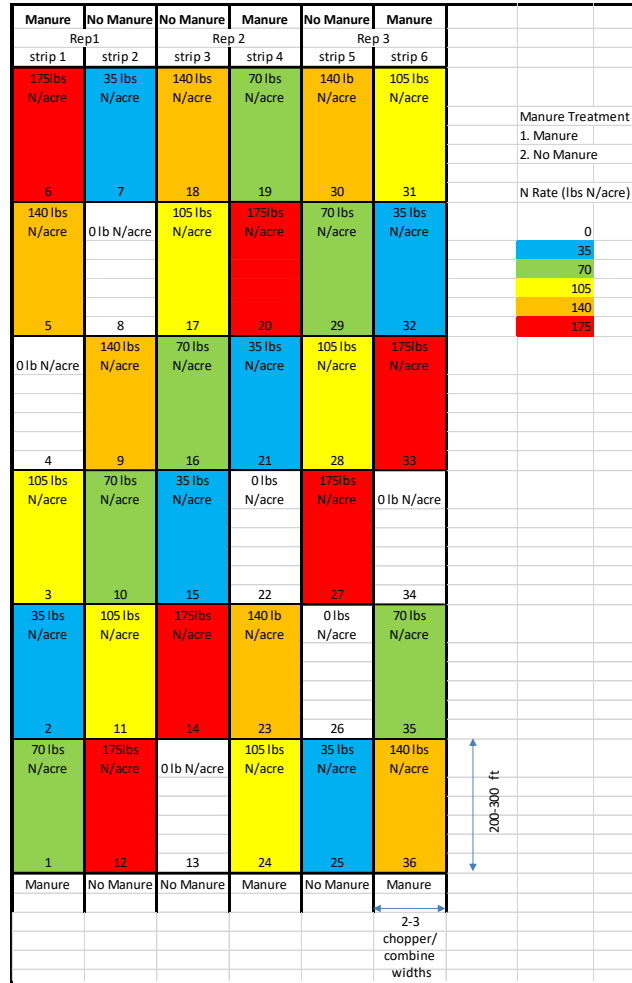 Manure No Manure No Manure Manure No Manure Manure
Rep1 Rep 2 Rep 3
strip 1 strip 2 strip 3 strip 4 strip 5 strip 6
175lbs 35 lbs 140 lbs 70 lbs 140 lb 105 lbs
N/acre N/acre N/acre N/acre N/acre N/acre
Manure Treatment
1. Manure
2. No Manure
6 7 18 19 30 31
N Rate (lbs N/acre)
140 lbs 105 lbs 175lbs 70 lbs 35 lbs
N/acre 0 lb N/acre N/acre N/acre N/acre N/acre
0
35
70
105
140
175
5 8 17 20 29 32
140 lbs 70 lbs 35 lbs 105 lbs 175lbs
0 lb N/acre N/acre N/acre N/acre N/acre N/acre
4 9 16 21 28 33
105 lbs 70 lbs 35 lbs 0 lbs 175lbs
N/acre N/acre N/acre N/acre N/acre 0 lb N/acre
3 10 15 22 27 34
35 lbs 105 lbs 175lbs 140 lb 0 lbs 70 lbs
N/acre N/acre N/acre N/acre N/acre N/acre
2 11 14 23 26 35
70 lbs 175lbs 105 lbs 35 lbs 140 lbs
N/acre N/acre 0 lb N/acre N/acre N/acre N/acre
200-300 ft
1 12 13 24 25 36
Manure No Manure No Manure Manure No Manure Manure
2-3
chopper/
combine
widths